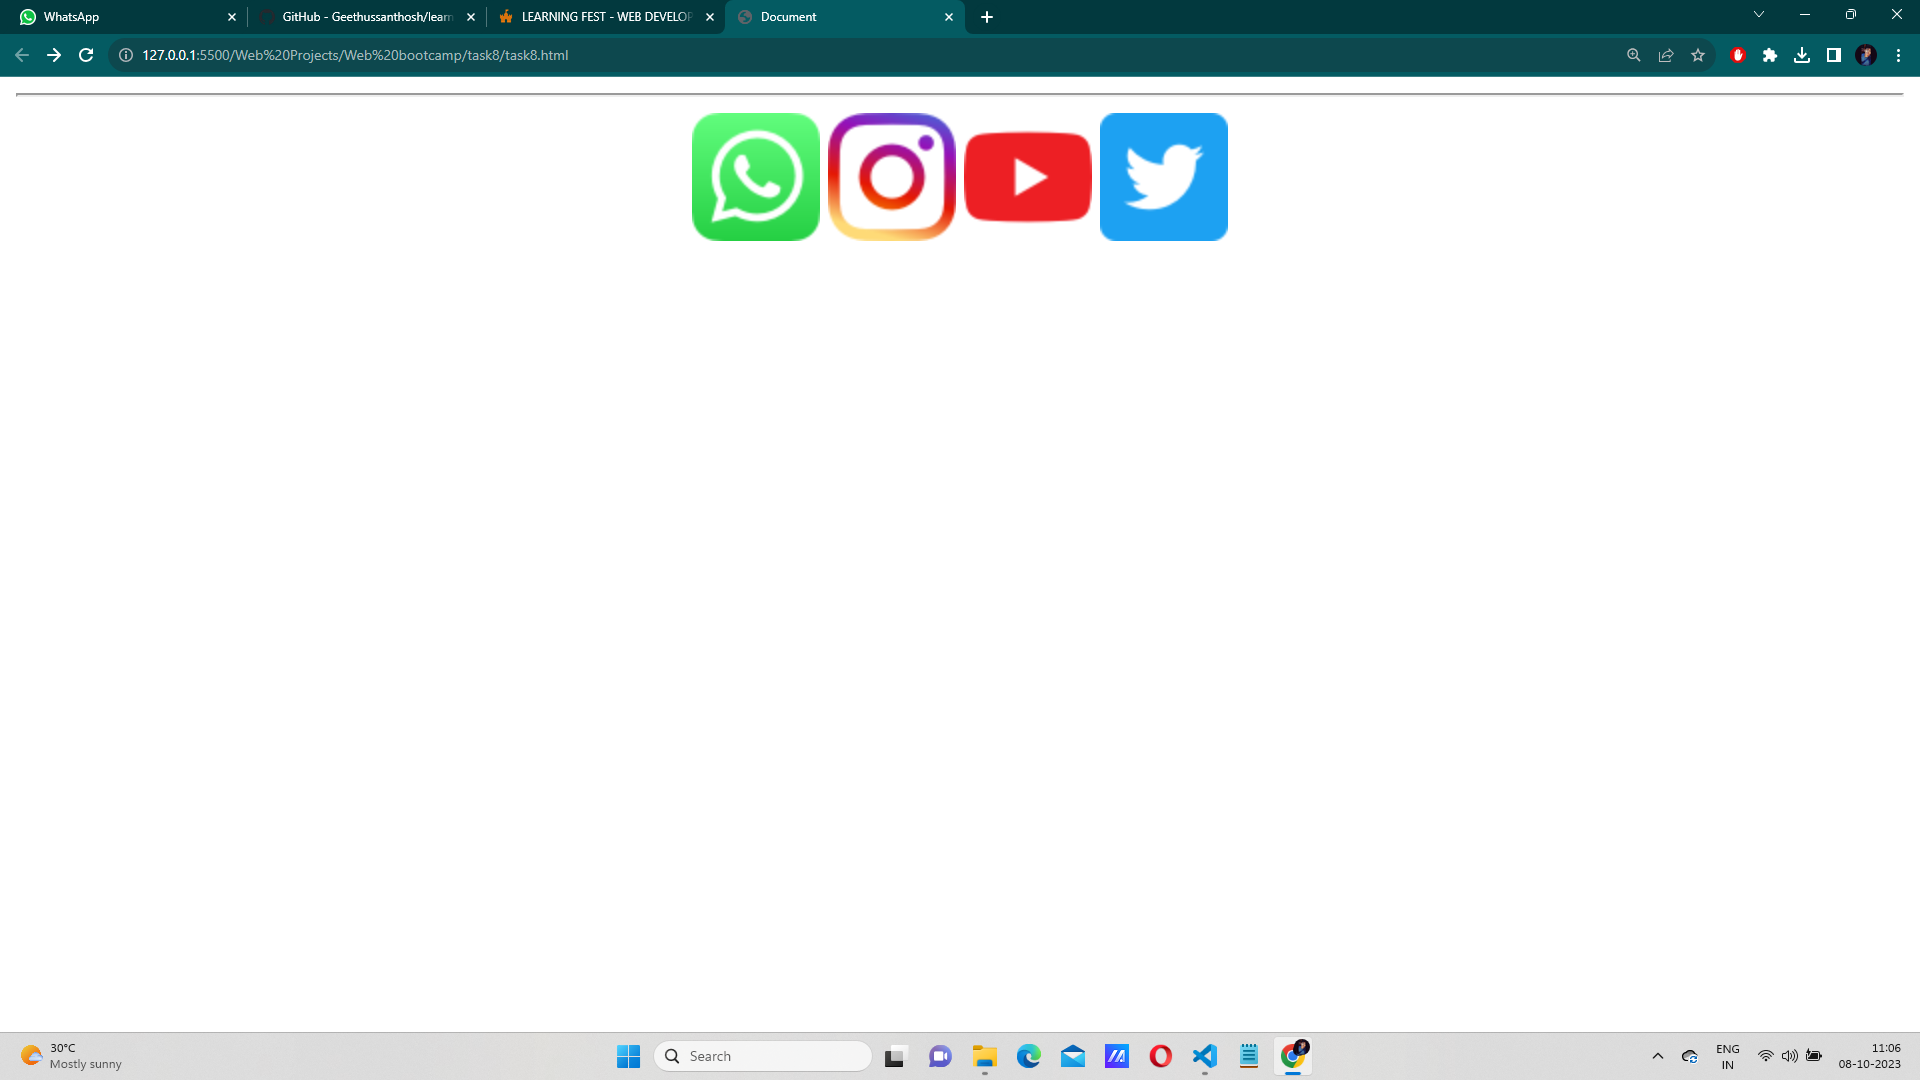 WhatsApp
GitHub - Geethussanthosh/learn
LEARNING FEST - WEB DEVELOP
Document
127.0.0.1:5500/Web%20Projects/Web%20bootcamp/task8/task8.html
30°C
Mostly sunny
Search
ENG
IN
11:06
08-10-2023